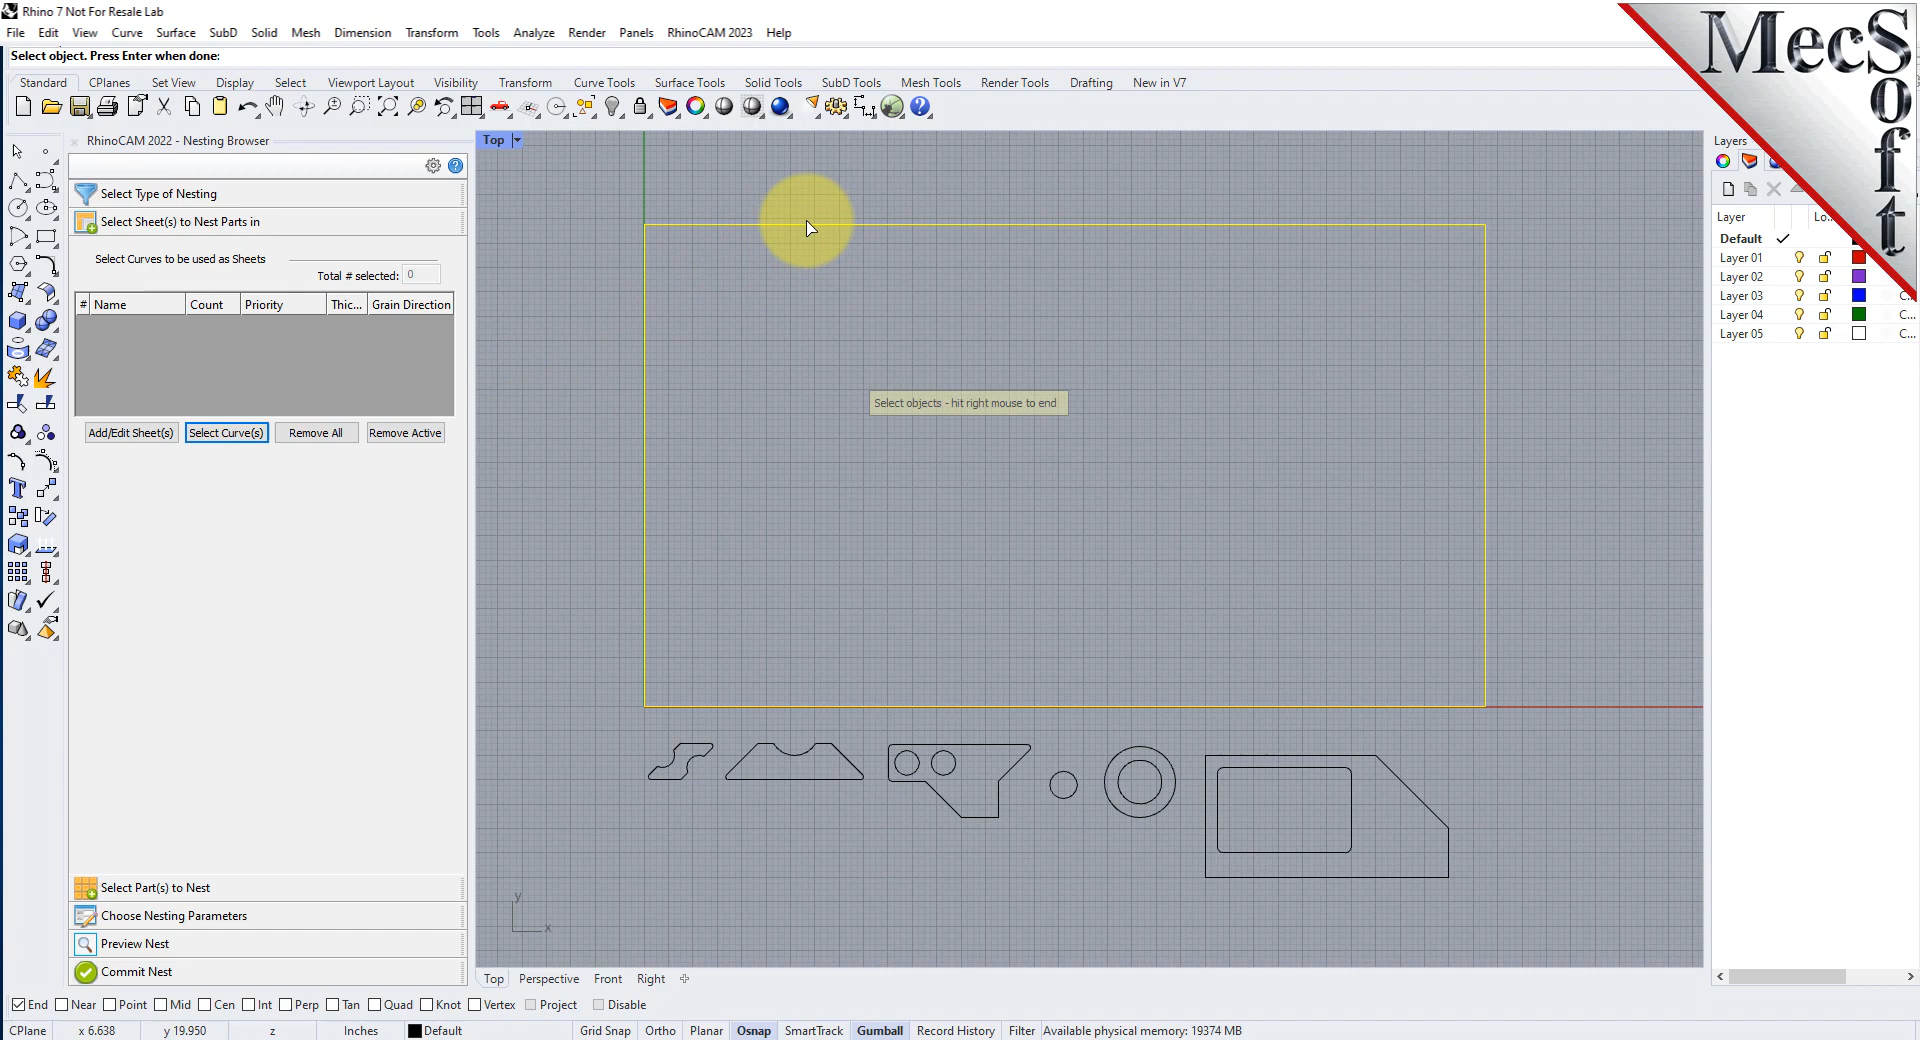 Rhino 7 Not For Resale Lab
File Edit View Curve Surface SubD Solid Mesh Dimension Transform Tools Analyze Render Panels RhinoCAM 2023 Help
Select object. Press Enter when done:
Standard CPlanes Set View Display Select Viewport Layout Visibility Transform Curve Tools Surface Tools Solid Tools SubD Tools Mesh Tools Render Tools Drafting New in V7
MecSoft
RhinoCAM 2022 - Nesting Browser
Select Type of Nesting
Select Sheet(s) to Nest Parts in
Select Curves to be used as Sheets
Total # selected: 0
# Name Count Priority Thic... Grain Direction
Add/Edit Sheet(s) Select Curve(s) Remove All Remove Active
Select Part(s) to Nest
Choose Nesting Parameters
Preview Nest
Commit Nest
Top
Select objects - hit right mouse to end
y
x
Top Perspective Front Right
Layers
Layer Lo...
Default
Layer 01
Layer 02
Layer 03 C...
Layer 04 C...
Layer 05 C...
End Near Point Mid Cen Int Perp Tan Quad Knot Vertex Project Disable
CPlane x 6.638 y 19.950 z Inches Default Grid Snap Ortho Planar Osnap SmartTrack Gumball Record History Filter Available physical memory: 19374 MB